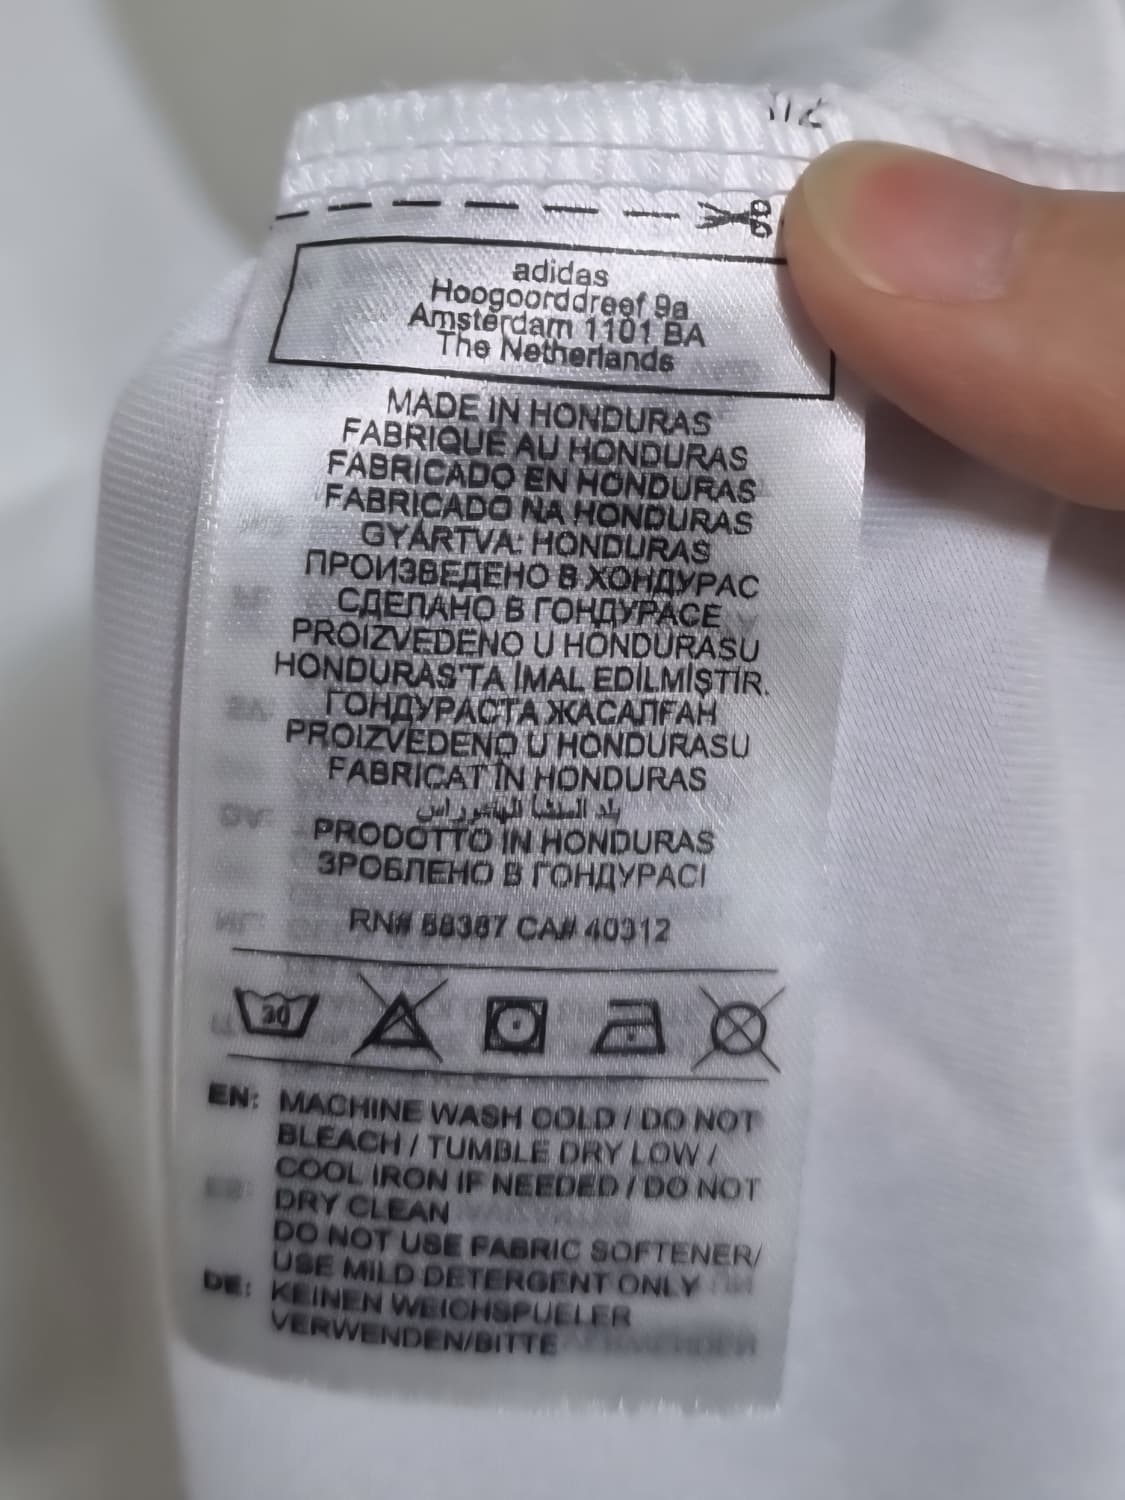 adidas
Hoogoorddreef 9a
Amsterdam 1101 BA
The Netherlands
MADE IN HONDURAS
FABRIQUÉ AU HONDURAS
FABRICADO EN HONDURAS
FABRICADO NA HONDURAS
GYÁRTVA: HONDURAS
ПРОИЗВЕДЕНО В ХОНДУРАС
СДЕЛАНО В ГОНДУРАСЕ
PROIZVEDENO U HONDURASU
HONDURAS'TA İMAL EDİLMİŞTİR.
ГОНДУРАСТА ЖАСАЛҒАН
PROIZVEDENO U HONDURASU
FABRICAT ÎN HONDURAS
بلد المنشأ الهندوراس
PRODOTTO IN HONDURAS
ЗРОБЛЕНО В ГОНДУРАСІ
RN# 88387 CA# 40312
30
EN: MACHINE WASH COLD / DO NOT
BLEACH / TUMBLE DRY LOW /
COOL IRON IF NEEDED / DO NOT
DRY CLEAN
DO NOT USE FABRIC SOFTENER/
USE MILD DETERGENT ONLY
DE: KEINEN WEICHSPUELER
VERWENDEN/BITTE